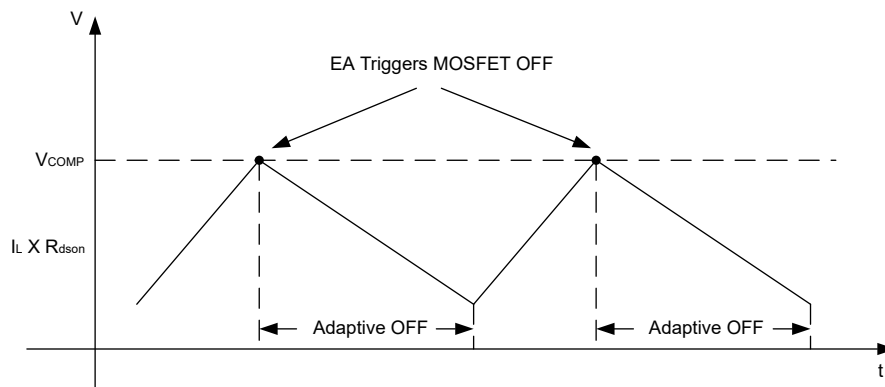 V
EA Triggers MOSFET OFF
VCOMP
IL X Rdson
Adaptive OFF
Adaptive OFF
t